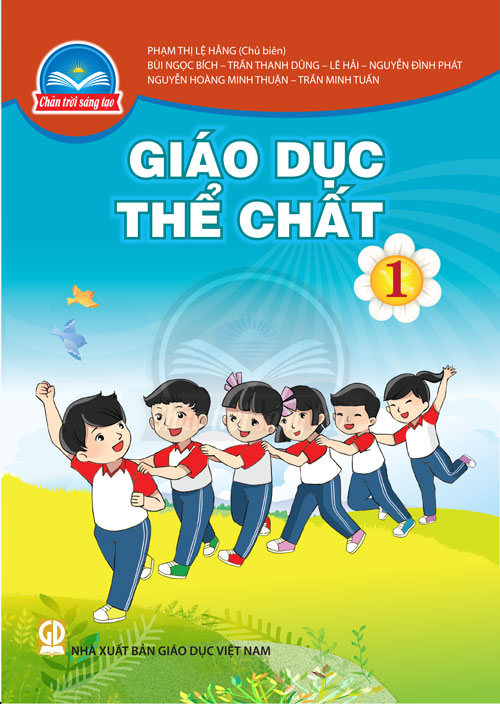 PHẠM THỊ LỆ HẰNG (Chủ biên)
BÙI NGỌC BÍCH – TRẦN THANH DŨNG – LÊ HẢI – NGUYỄN ĐÌNH PHÁT
NGUYỄN HOÀNG MINH THUẬN – TRẦN MINH TUẤN
Chân trời sáng tạo
GIÁO DỤC
THỂ CHẤT
1
GD
NHÀ XUẤT BẢN GIÁO DỤC VIỆT NAM